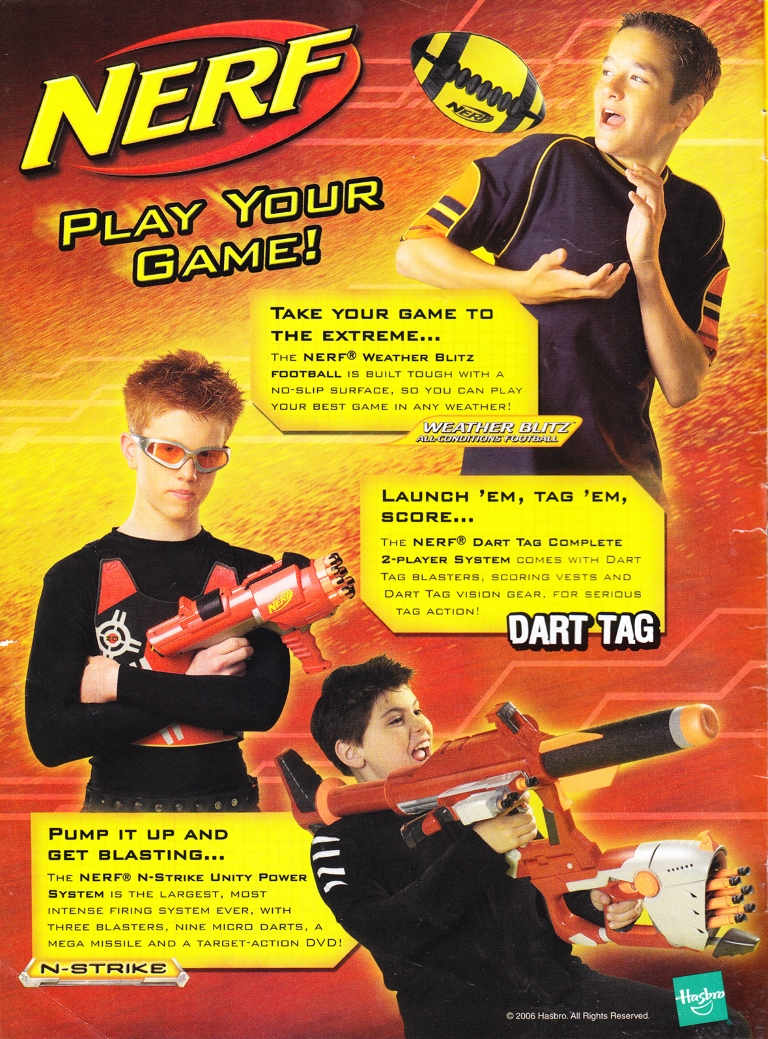 NERF
PLAY YOUR
GAME!
NERF
TAKE YOUR GAME TO
THE EXTREME...
THE NERF® WEATHER BLITZ
FOOTBALL IS BUILT TOUGH WITH A
NO-SLIP SURFACE, SO YOU CAN PLAY
YOUR BEST GAME IN ANY WEATHER!
WEATHER BLITZ™
ALL-CONDITIONS FOOTBALL
LAUNCH 'EM, TAG 'EM,
SCORE...
THE NERF® DART TAG COMPLETE
2-PLAYER SYSTEM COMES WITH DART
TAG BLASTERS, SCORING VESTS AND
DART TAG VISION GEAR, FOR SERIOUS
TAG ACTION!
DART TAG
NERF
PUMP IT UP AND
GET BLASTING...
THE NERF® N-STRIKE UNITY POWER
SYSTEM IS THE LARGEST, MOST
INTENSE FIRING SYSTEM EVER, WITH
THREE BLASTERS, NINE MICRO DARTS, A
MEGA MISSILE AND A TARGET-ACTION DVD!
N-STRIKE
© 2006 Hasbro. All Rights Reserved.
Hasbro